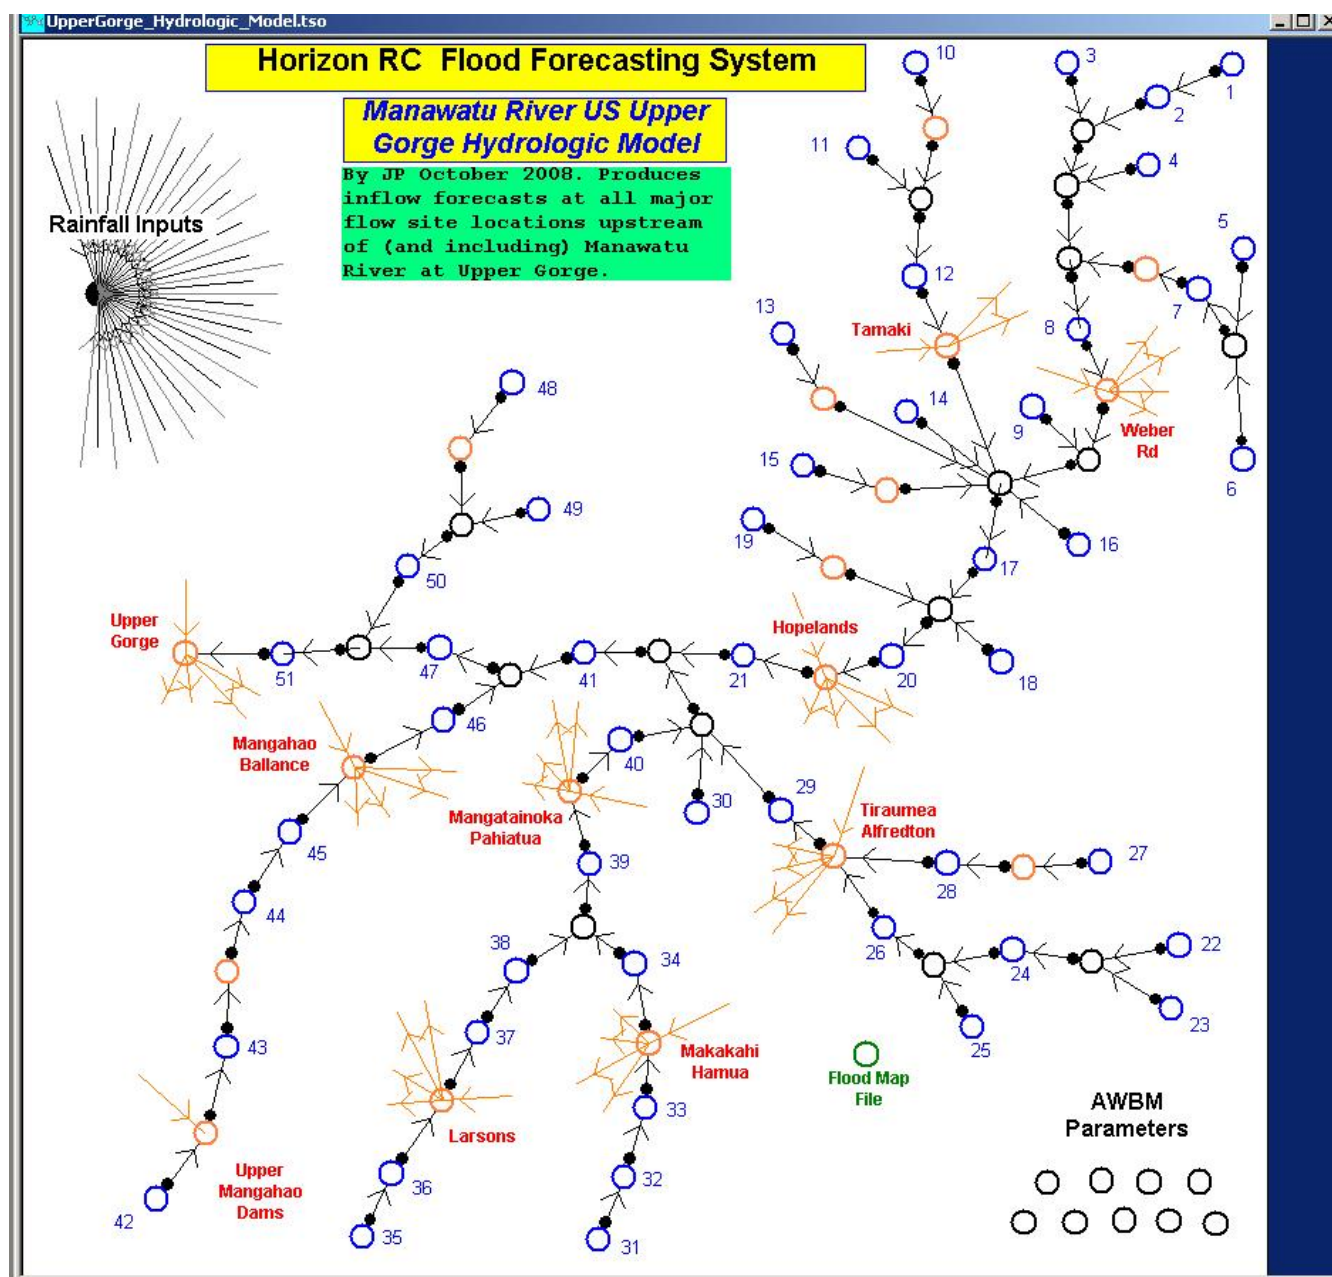 UpperGorge_Hydrologic_Model.tso
Horizon RC Flood Forecasting System
Manawatu River US Upper
Gorge Hydrologic Model
By JP October 2008. Produces
inflow forecasts at all major
flow site locations upstream
of (and including) Manawatu
River at Upper Gorge.
Rainfall Inputs
10
3
1
2
11
4
5
12
7
13
8
Tamaki
48
14
9
Weber
Rd
15
6
49
19
16
50
17
Upper
Gorge
Hopelands
51
47
41
21
20
18
46
Mangahao
Ballance
40
29
30
Mangatainoka
Pahiatua
Tiraumea
Alfredton
45
39
27
28
44
38
34
26
24
22
23
25
43
37
Makakahi
Hamua
Flood Map
File
33
Larsons
AWBM
Parameters
Upper
Mangahao
Dams
36
32
42
35
31